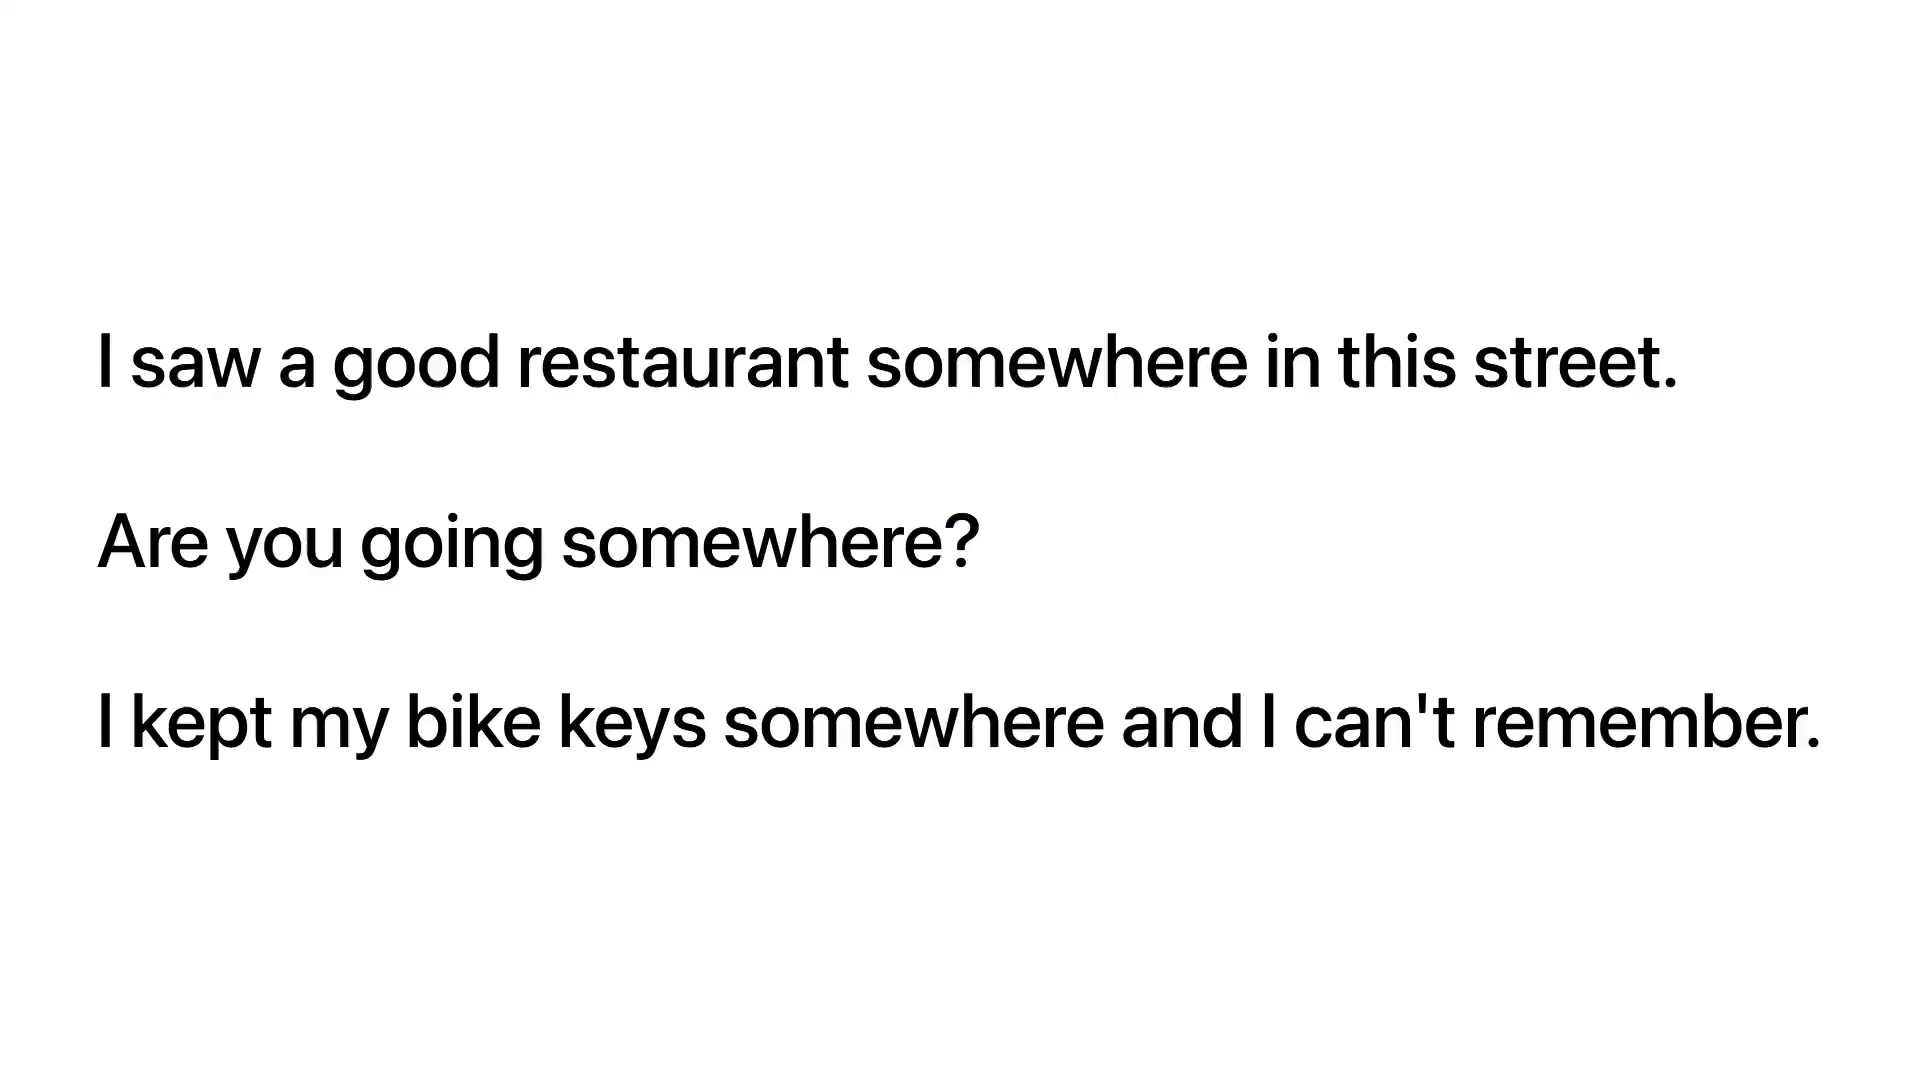 I saw a good restaurant somewhere in this street.
Are you going somewhere?
I kept my bike keys somewhere and I can't remember.